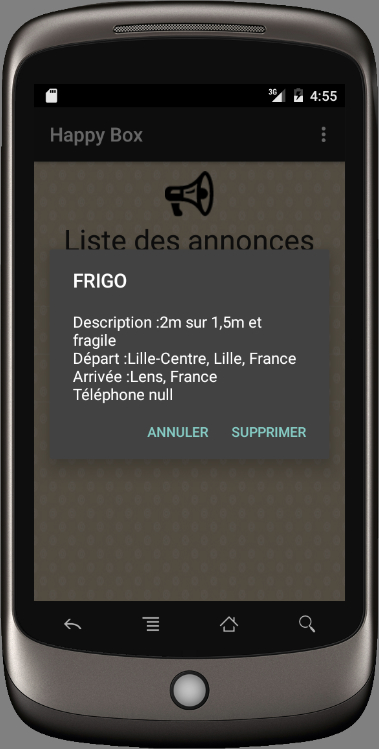 3G
4:55
Happy Box
Liste des annonces
FRIGO
Description :2m sur 1,5m et
fragile
Départ :Lille-Centre, Lille, France
Arrivée :Lens, France
Téléphone null
ANNULER SUPPRIMER